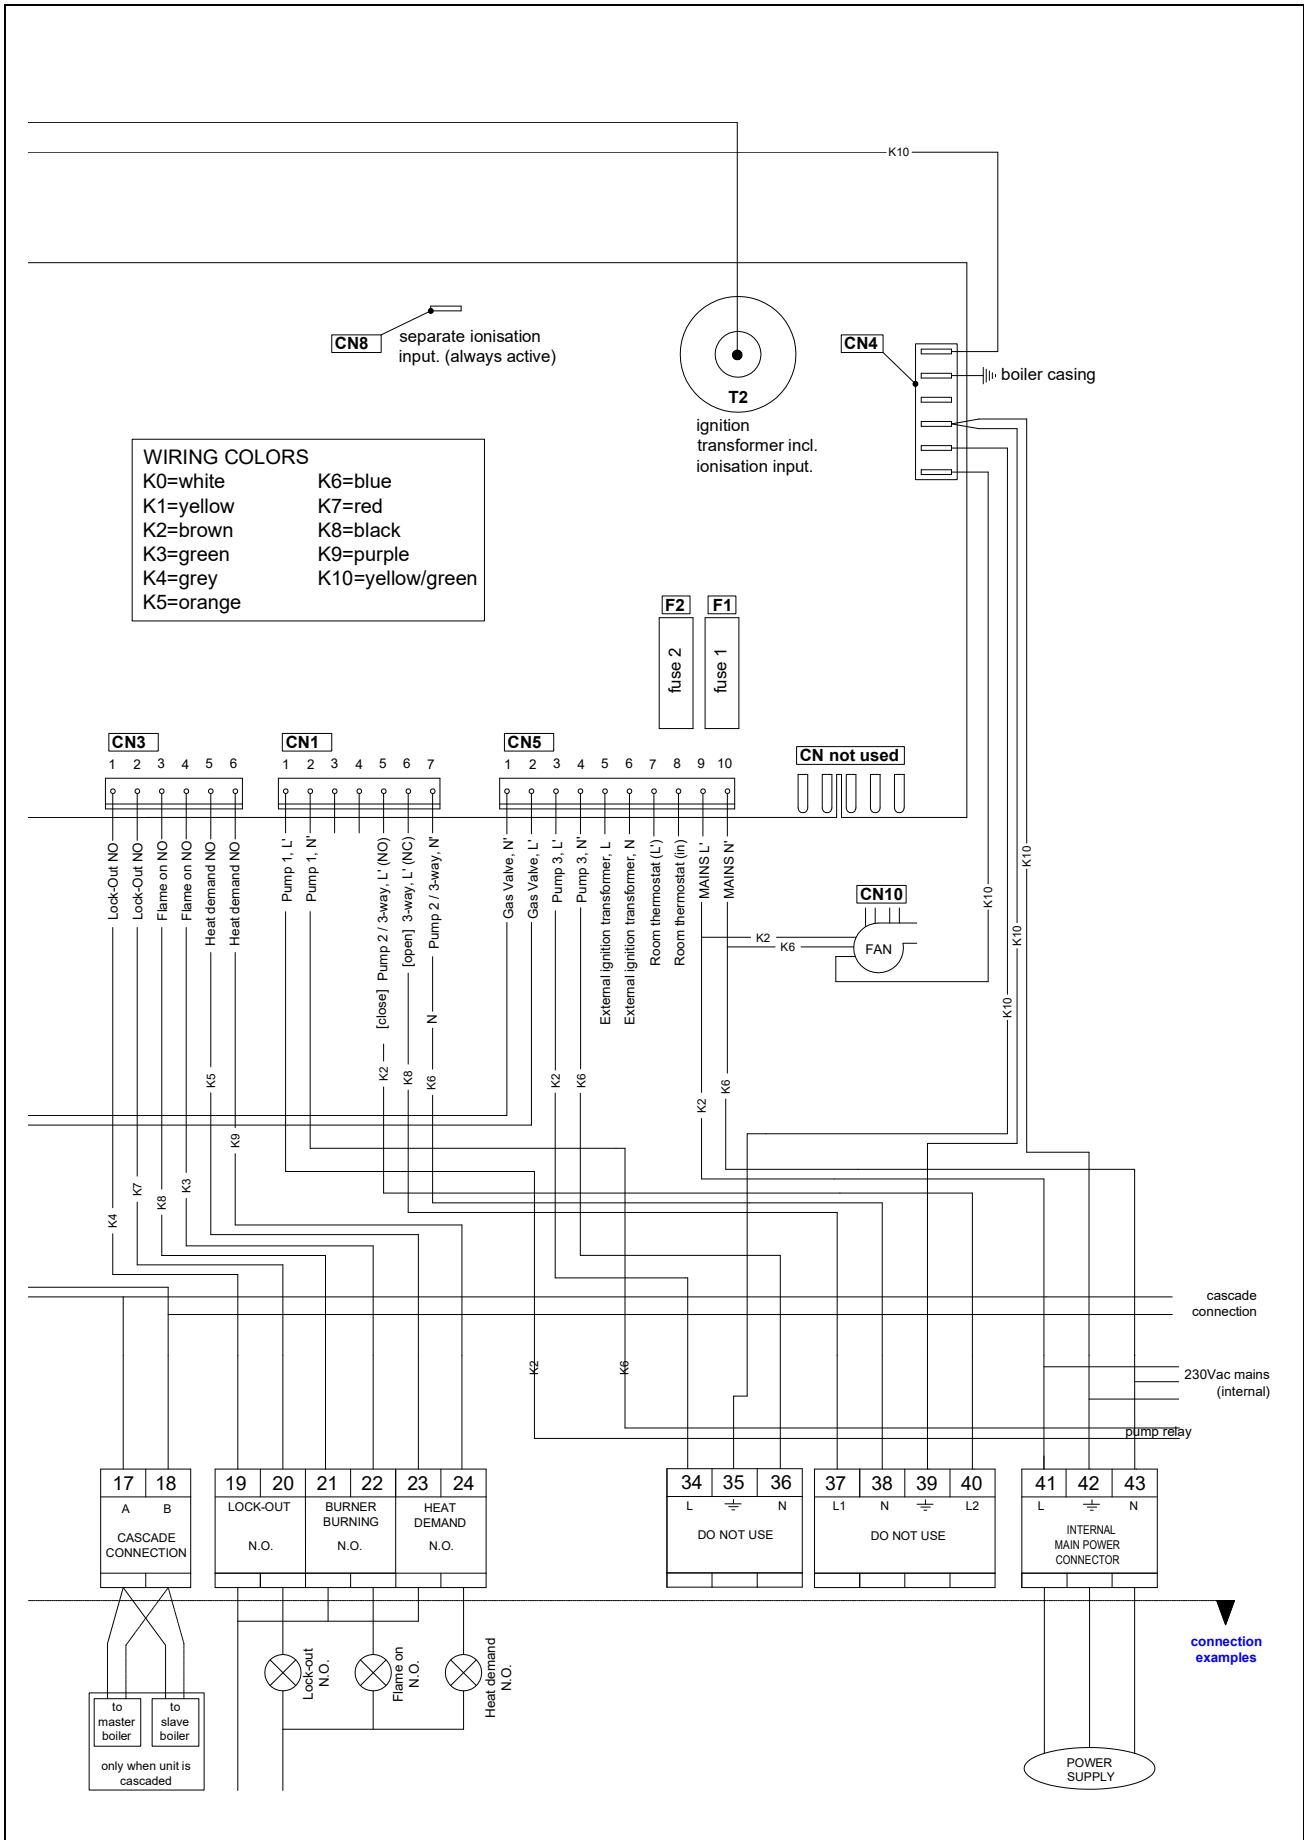 K10
CN8
separate ionisation
input. (always active)
T2
ignition
transformer incl.
ionisation input.
CN4
boiler casing
WIRING COLORS
K0=white
K1=yellow
K2=brown
K3=green
K4=grey
K5=orange
K6=blue
K7=red
K8=black
K9=purple
K10=yellow/green
F2
F1
fuse 2
fuse 1
CN3
1 2 3 4 5 6
CN1
1 2 3 4 5 6 7
CN5
1 2 3 4 5 6 7 8 9 10
CN not used
Lock-Out NO
Lock-Out NO
Flame on NO
Flame on NO
Heat demand NO
Heat demand NO
Pump 1, L'
Pump 1, N'
[close] Pump 2 / 3-way, L' (NO)
[open] 3-way, L' (NC)
Pump 2 / 3-way, N'
N
Gas Valve, N'
Gas Valve, L'
Pump 3, L'
Pump 3, N'
External ignition transformer, L
External ignition transformer, N
Room thermostat (L')
Room thermostat (in)
MAINS L'
MAINS N'
CN10
FAN
K2
K6
K10
K10
K10
K10
K5
K9
K2
K8
K6
K2
K6
K2
K6
K4
K7
K8
K3
K2
K6
cascade
connection
230Vac mains
(internal)
pump relay
17 18
A B
CASCADE
CONNECTION
19 20 21 22 23 24
LOCK-OUT
N.O.
BURNER
BURNING
N.O.
HEAT
DEMAND
N.O.
34 35 36
L N
DO NOT USE
37 38 39 40
L1 N L2
DO NOT USE
41 42 43
L N
INTERNAL
MAIN POWER
CONNECTOR
connection
examples
Lock-out
N.O.
Flame on
N.O.
Heat demand
N.O.
to
master
boiler
to
slave
boiler
only when unit is
cascaded
POWER
SUPPLY